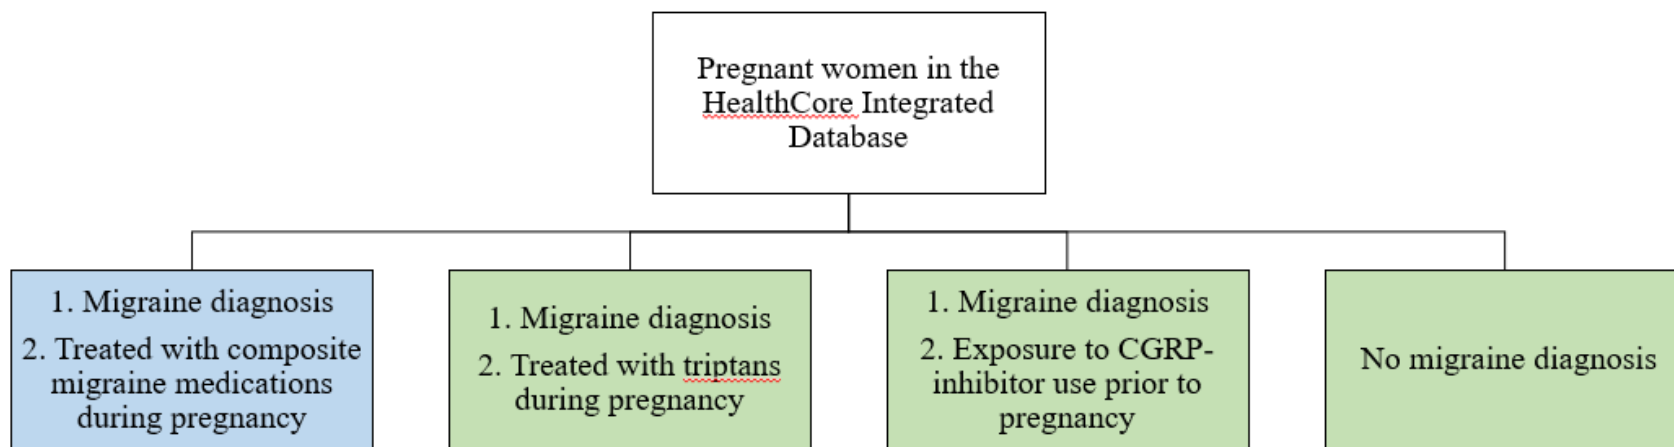 Pregnant women in the
HealthCore Integrated
Database
1. Migraine diagnosis
2. Treated with composite
migraine medications
during pregnancy
1. Migraine diagnosis
2. Treated with triptans
during pregnancy
1. Migraine diagnosis
2. Exposure to CGRP-
inhibitor use prior to
pregnancy
No migraine diagnosis